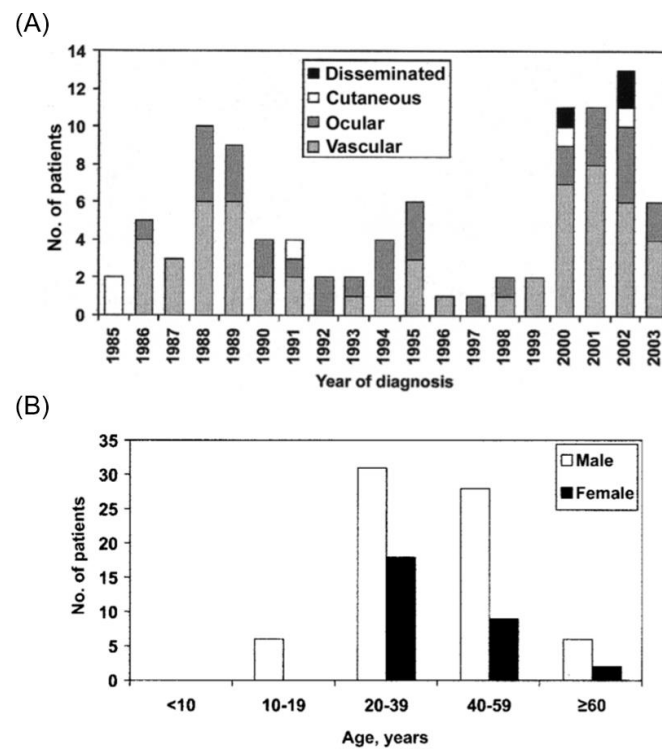 (A)
14
12
10
8
6
4
2
0
No. of patients
Disseminated
Cutaneous
Ocular
Vascular
1985 1986 1987 1988 1989 1990 1991 1992 1993 1994 1995 1996 1997 1998 1999 2000 2001 2002 2003
Year of diagnosis
(B)
35
30
25
20
15
10
5
0
No. of patients
Male
Female
<10 10-19 20-39 40-59 ≥60
Age, years